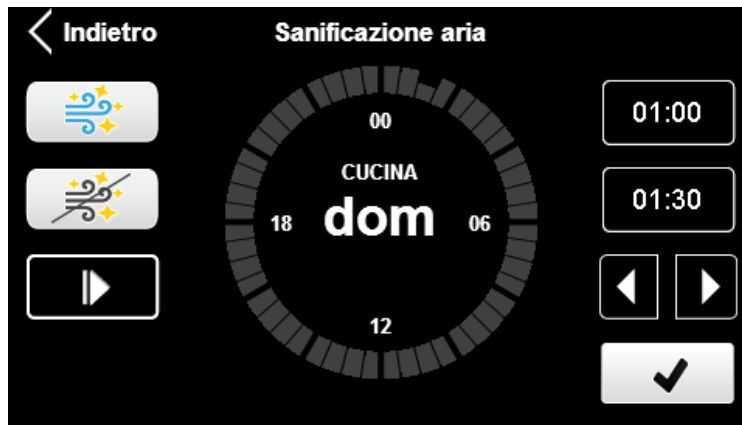 Indietro
Sanificazione aria
00
CUCINA
dom
18
06
12
01:00
01:30